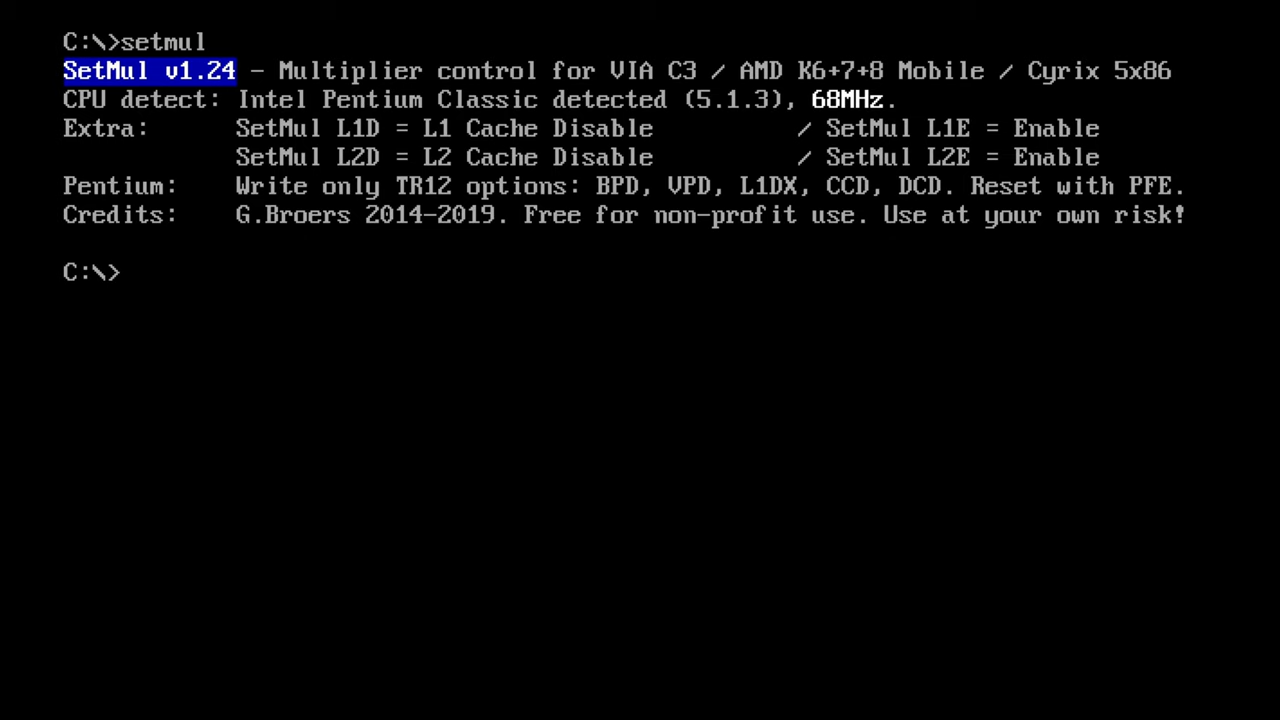 C:\>setmul
SetMul v1.24 - Multiplier control for VIA C3 / AMD K6+7+8 Mobile / Cyrix 5x86
CPU detect: Intel Pentium Classic detected (5.1.3), 68MHz.
Extra: SetMul L1D = L1 Cache Disable / SetMul L1E = Enable
SetMul L2D = L2 Cache Disable / SetMul L2E = Enable
Pentium: Write only TR12 options: BPD, VPD, L1DX, CCD, DCD. Reset with PFE.
Credits: G.Broers 2014-2019. Free for non-profit use. Use at your own risk!
C:\>